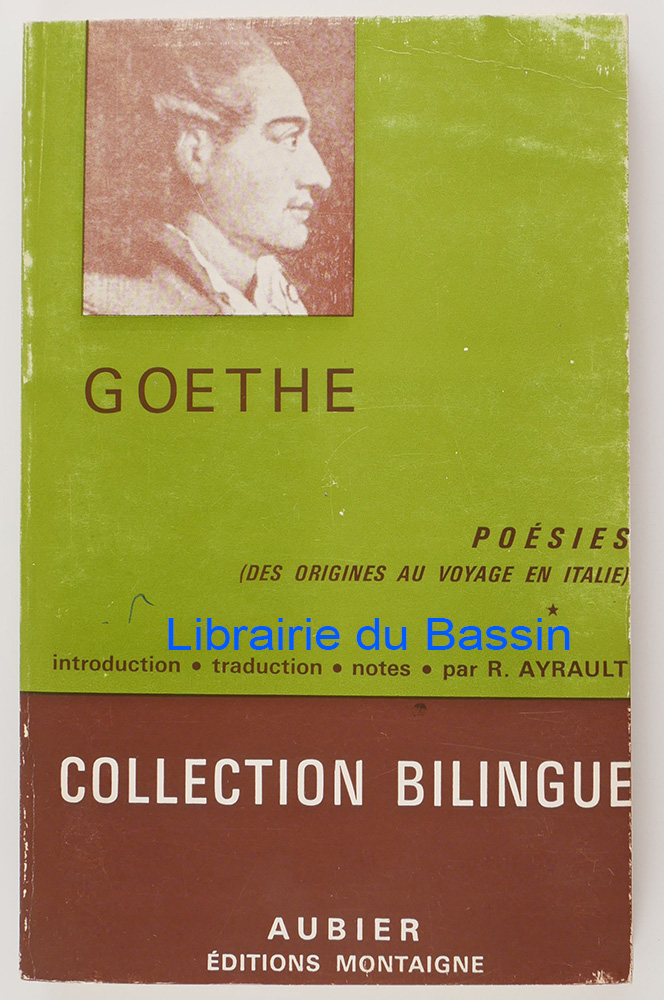 GOETHE
POÉSIES
(DES ORIGINES AU VOYAGE EN ITALIE)
★
Librairie du Bassin
introduction • traduction • notes • par R. AYRAULT
COLLECTION BILINGUE
AUBIER
ÉDITIONS MONTAIGNE